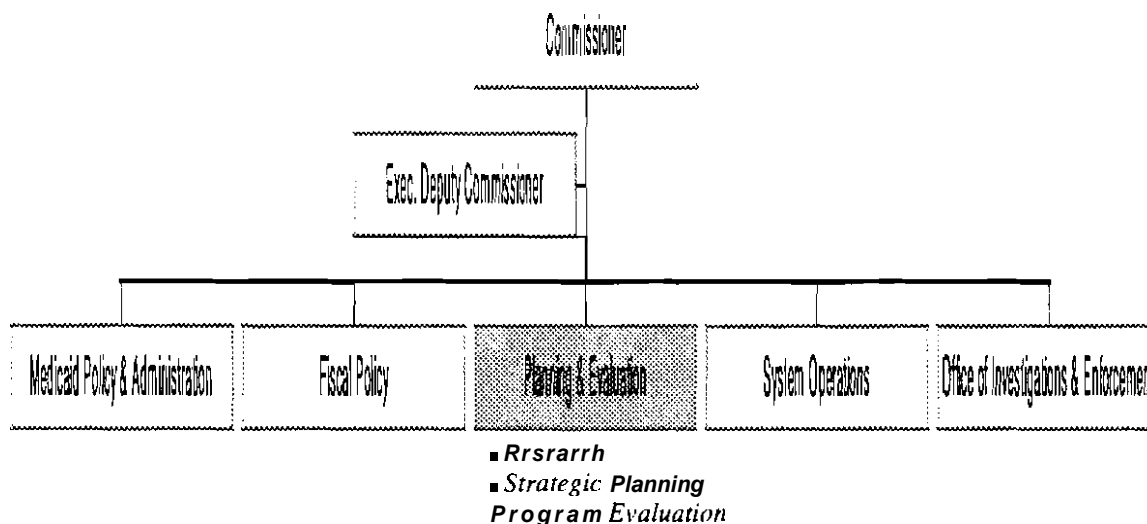 Commissioner
Exec. Deputy Commissioner
Medicaid Policy & Administration
Fiscal Policy
Planning & Evaluation
System Operations
Office of Investigations & Enforcemen
▪ Rrsrarrh
▪ Strategic Planning
Program Evaluation